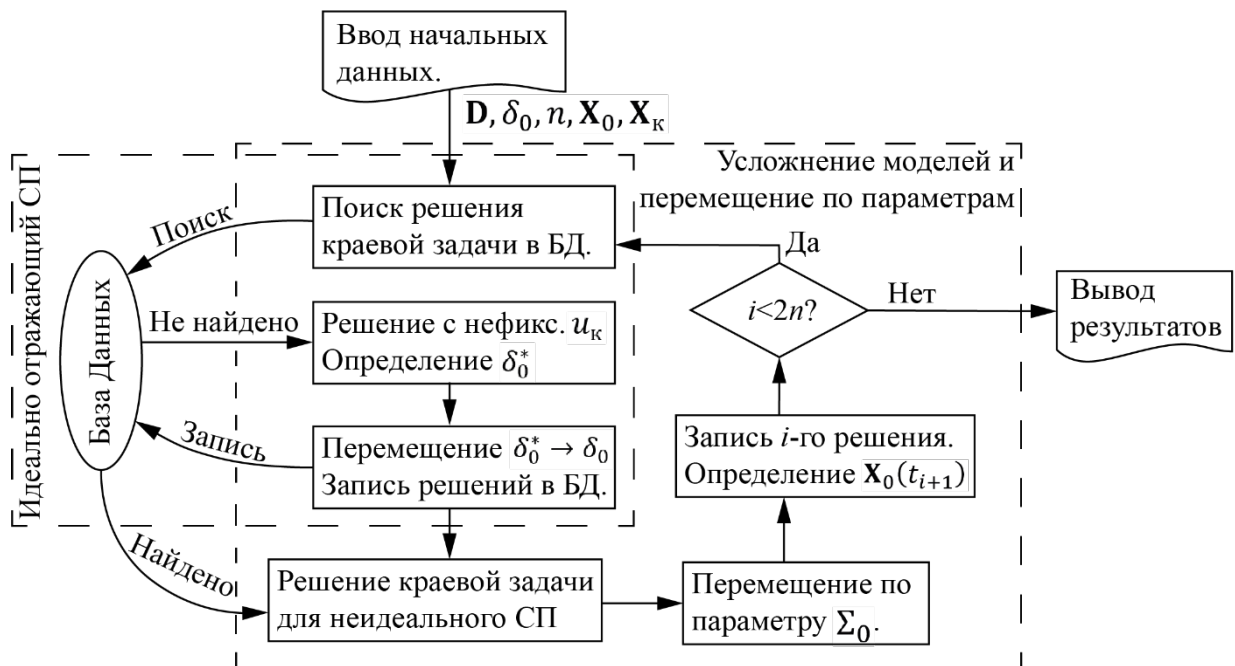 Ввод начальных
данных.
𝐃, δ₀, n, 𝐗₀, 𝐗к
Идеально отражающий СП
Усложнение моделей и
перемещение по параметрам
Поиск решения
краевой задачи в БД.
Поиск
База Данных
Не найдено
Решение с нефикс. uк
Определение δ₀*
Запись
Перемещение δ₀* → δ₀
Запись решений в БД.
Найдено
Решение краевой задачи
для неидеального СП
Перемещение по
параметру Σ₀.
Запись i-го решения.
Определение 𝐗₀(tᵢ₊₁)
i<2n?
Да
Нет
Вывод
результатов